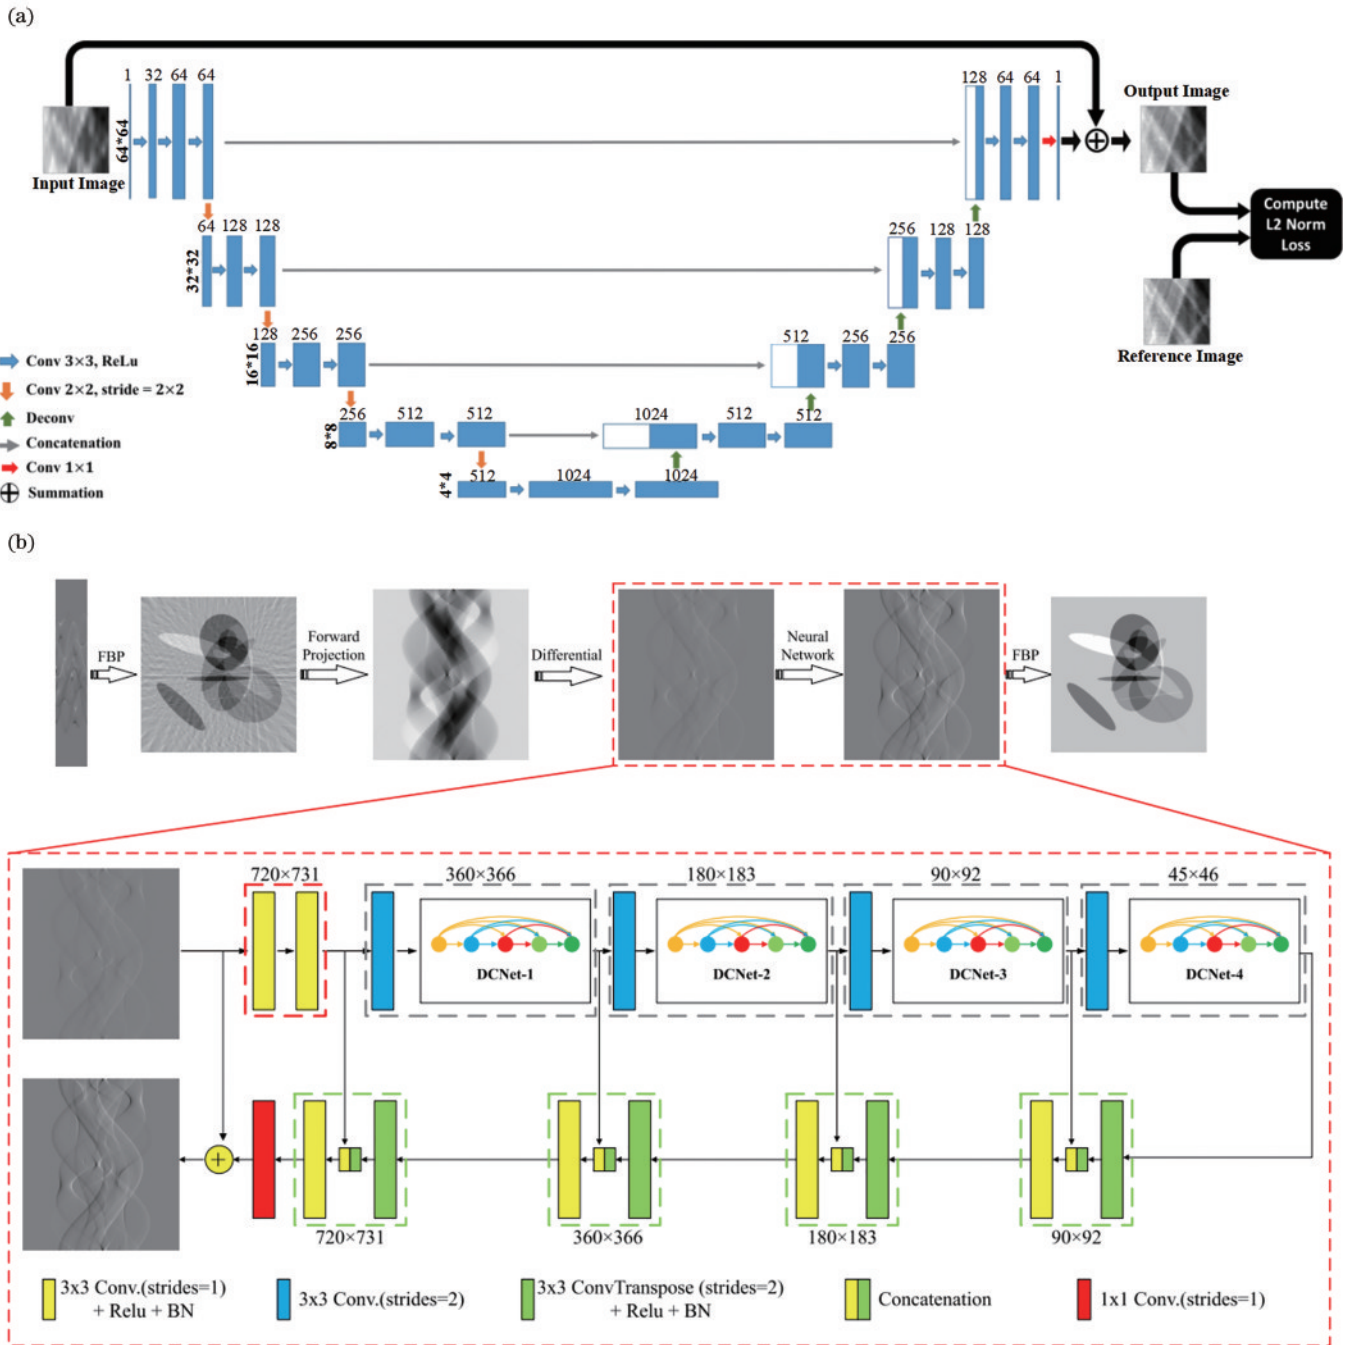 (a)
1 32 64 64
128 64 64 1
64*64
Input Image
Output Image
Compute
L2 Norm
Loss
Reference Image
64 128 128
32*32
256 128 128
128 256 256
16*16
512 256 256
256 512 512
8*8
1024 512 512
512 1024 1024
4*4
Conv 3×3, ReLu
Conv 2×2, stride = 2×2
Deconv
Concatenation
Conv 1×1
Summation
(b)
FBP
Forward
Projection
Differential
Neural
Network
FBP
720×731 360×366 180×183 90×92 45×46
DCNet-1 DCNet-2 DCNet-3 DCNet-4
720×731 360×366 180×183 90×92
3x3 Conv.(strides=1)
+ Relu + BN
3x3 Conv.(strides=2)
3x3 ConvTranspose (strides=2)
+ Relu + BN
Concatenation
1x1 Conv.(strides=1)